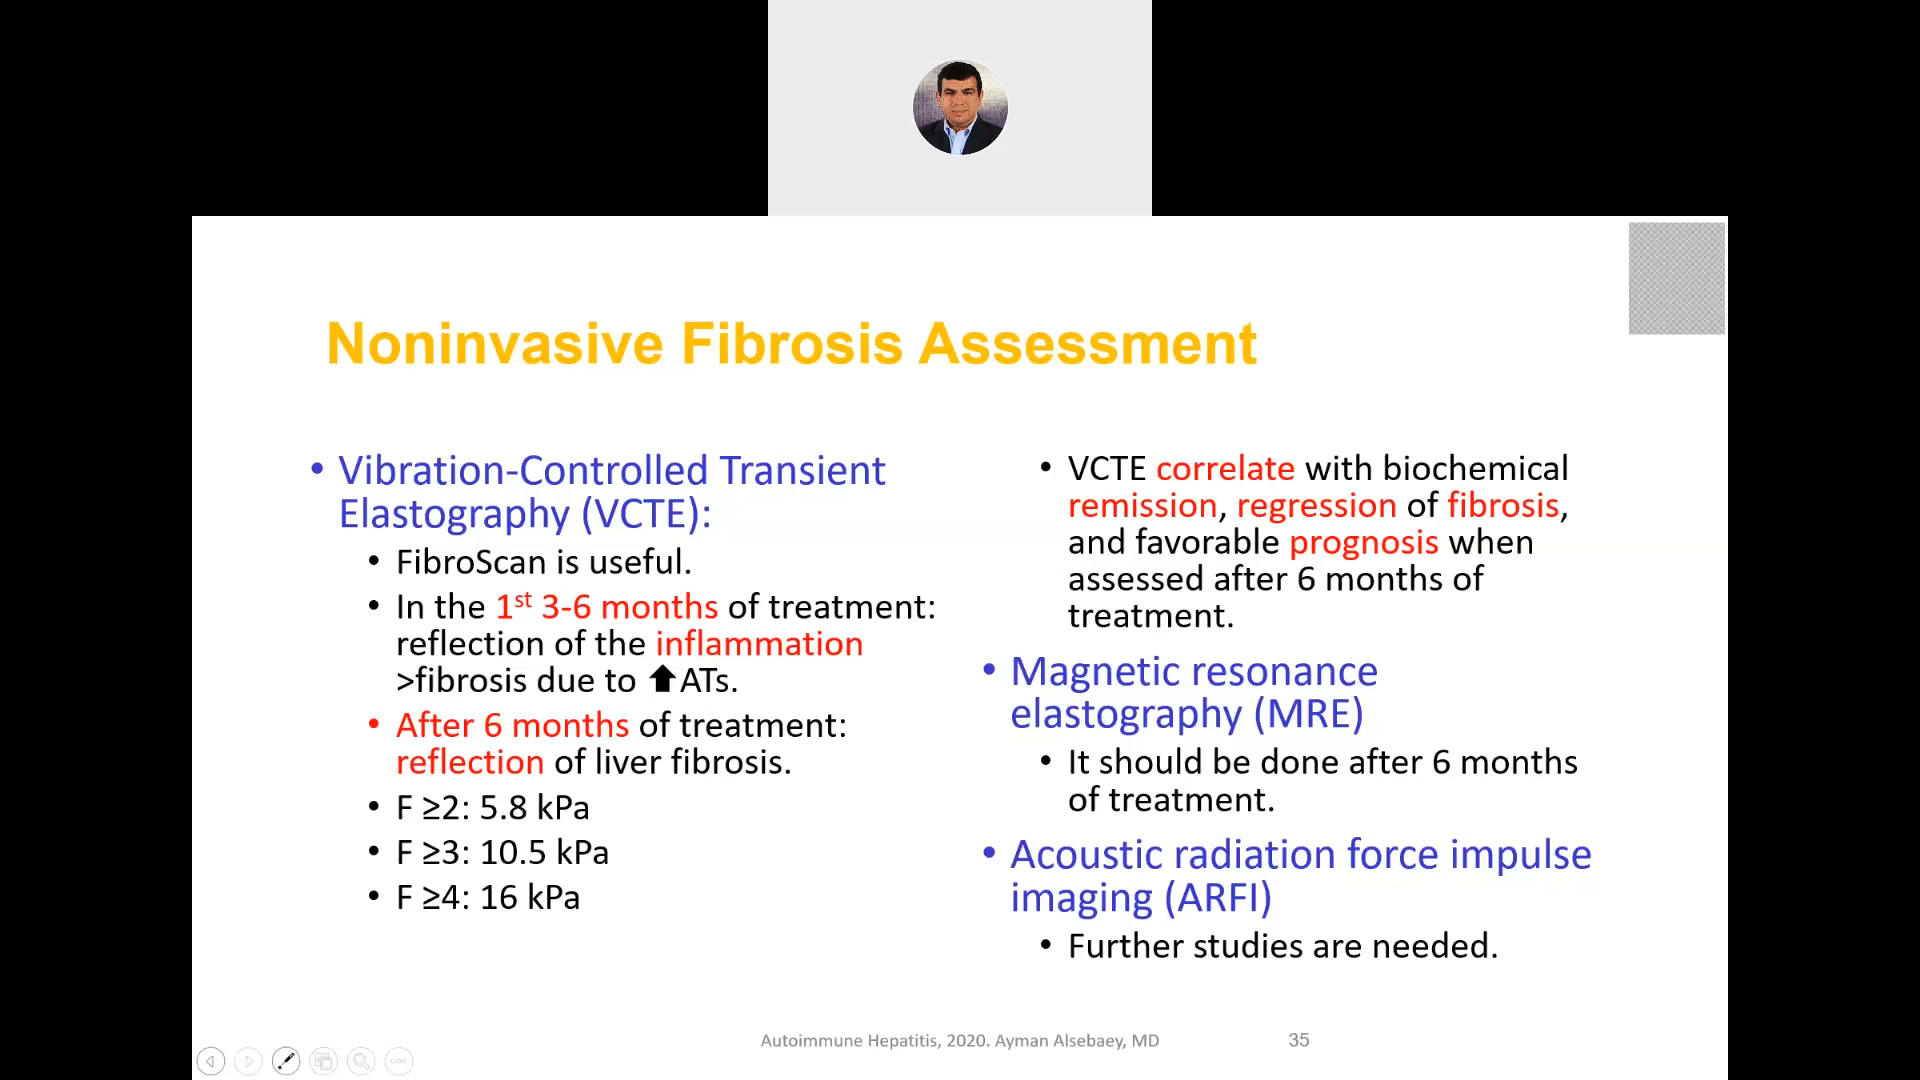 Noninvasive Fibrosis Assessment
• Vibration-Controlled Transient
Elastography (VCTE):
• FibroScan is useful.
• In the 1st 3-6 months of treatment:
reflection of the inflammation
>fibrosis due to ⬆ATs.
• After 6 months of treatment:
reflection of liver fibrosis.
• F ≥2: 5.8 kPa
• F ≥3: 10.5 kPa
• F ≥4: 16 kPa
• VCTE correlate with biochemical
remission, regression of fibrosis,
and favorable prognosis when
assessed after 6 months of
treatment.
• Magnetic resonance
elastography (MRE)
• It should be done after 6 months
of treatment.
• Acoustic radiation force impulse
imaging (ARFI)
• Further studies are needed.
Autoimmune Hepatitis, 2020. Ayman Alsebaey, MD
35